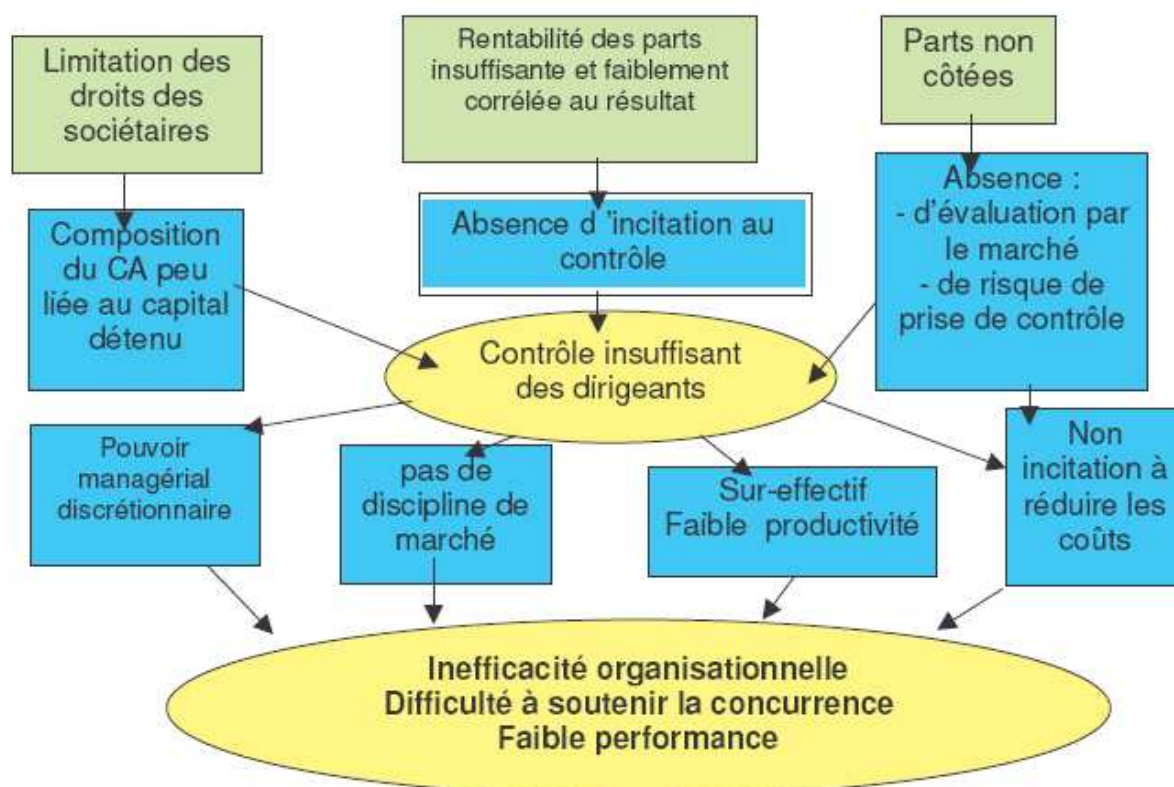 Limitation des
droits des
sociétaires
Rentabilité des parts
insuffisante et faiblement
corrélée au résultat
Parts non
côtées
Composition
du CA peu
liée au capital
détenu
Absence d 'incitation au
contrôle
Absence :
- d'évaluation par
le marché
- de risque de
prise de contrôle
Contrôle insuffisant
des dirigeants
Pouvoir
managérial
discrétionnaire
pas de
discipline de
marché
Sur-effectif
Faible productivité
Non
incitation à
réduire les
coûts
Inefficacité organisationnelle
Difficulté à soutenir la concurrence
Faible performance